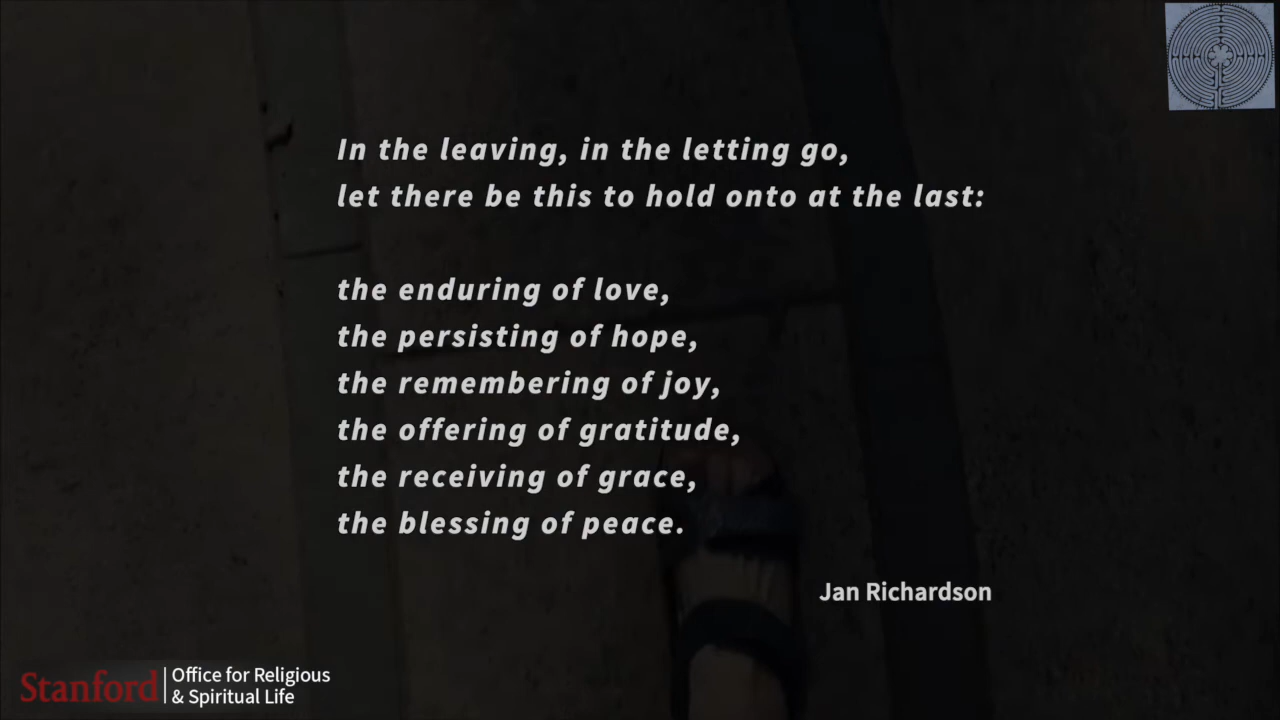 In the leaving, in the letting go,
let there be this to hold onto at the last:
the enduring of love,
the persisting of hope,
the remembering of joy,
the offering of gratitude,
the receiving of grace,
the blessing of peace.
Jan Richardson
Stanford
Office for Religious
& Spiritual Life